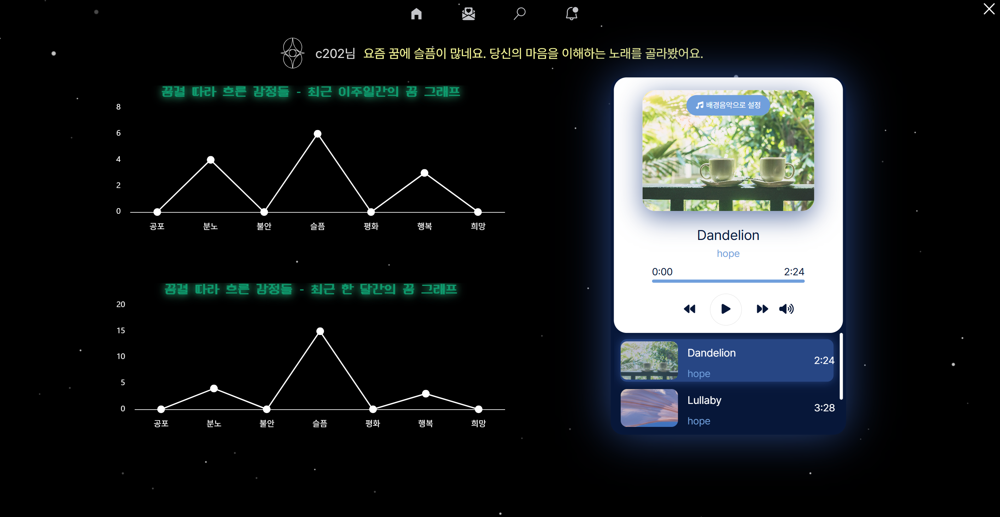 c202님 요즘 꿈에 슬픔이 많네요. 당신의 마음을 이해하는 노래를 골라봤어요.
꿈결 따라 흐른 감정들 - 최근 이주일간의 꿈 그래프
8
6
4
2
0
공포 분노 불안 슬픔 평화 행복 희망
꿈결 따라 흐른 감정들 - 최근 한 달간의 꿈 그래프
20
15
10
5
0
공포 분노 불안 슬픔 평화 행복 희망
배경음악으로 설정
Dandelion
hope
0:00 2:24
Dandelion
hope
2:24
Lullaby
hope
3:28